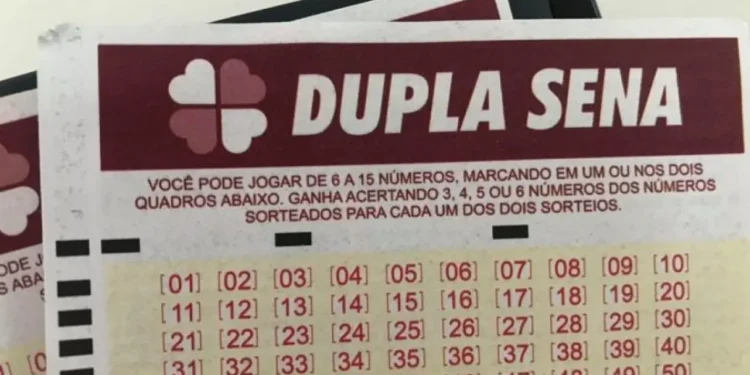 DUPLA SENA
VOCÊ PODE JOGAR DE 6 A 15 NÚMEROS, MARCANDO EM UM OU NOS DOIS
QUADROS ABAIXO. GANHA ACERTANDO 3, 4, 5 OU 6 NÚMEROS DOS NÚMEROS
SORTEADOS PARA CADA UM DOS DOIS SORTEIOS.
[01] [02] [03] [04] [05] [06] [07] [08] [09] [10]
[11] [12] [13] [14] [15] [16] [17] [18] [19] [20]
[21] [22] [23] [24] [25] [26] [27] [28] [29] [30]
[31] [32] [33] [34] [35] [36] [37] [38] [39] [40]